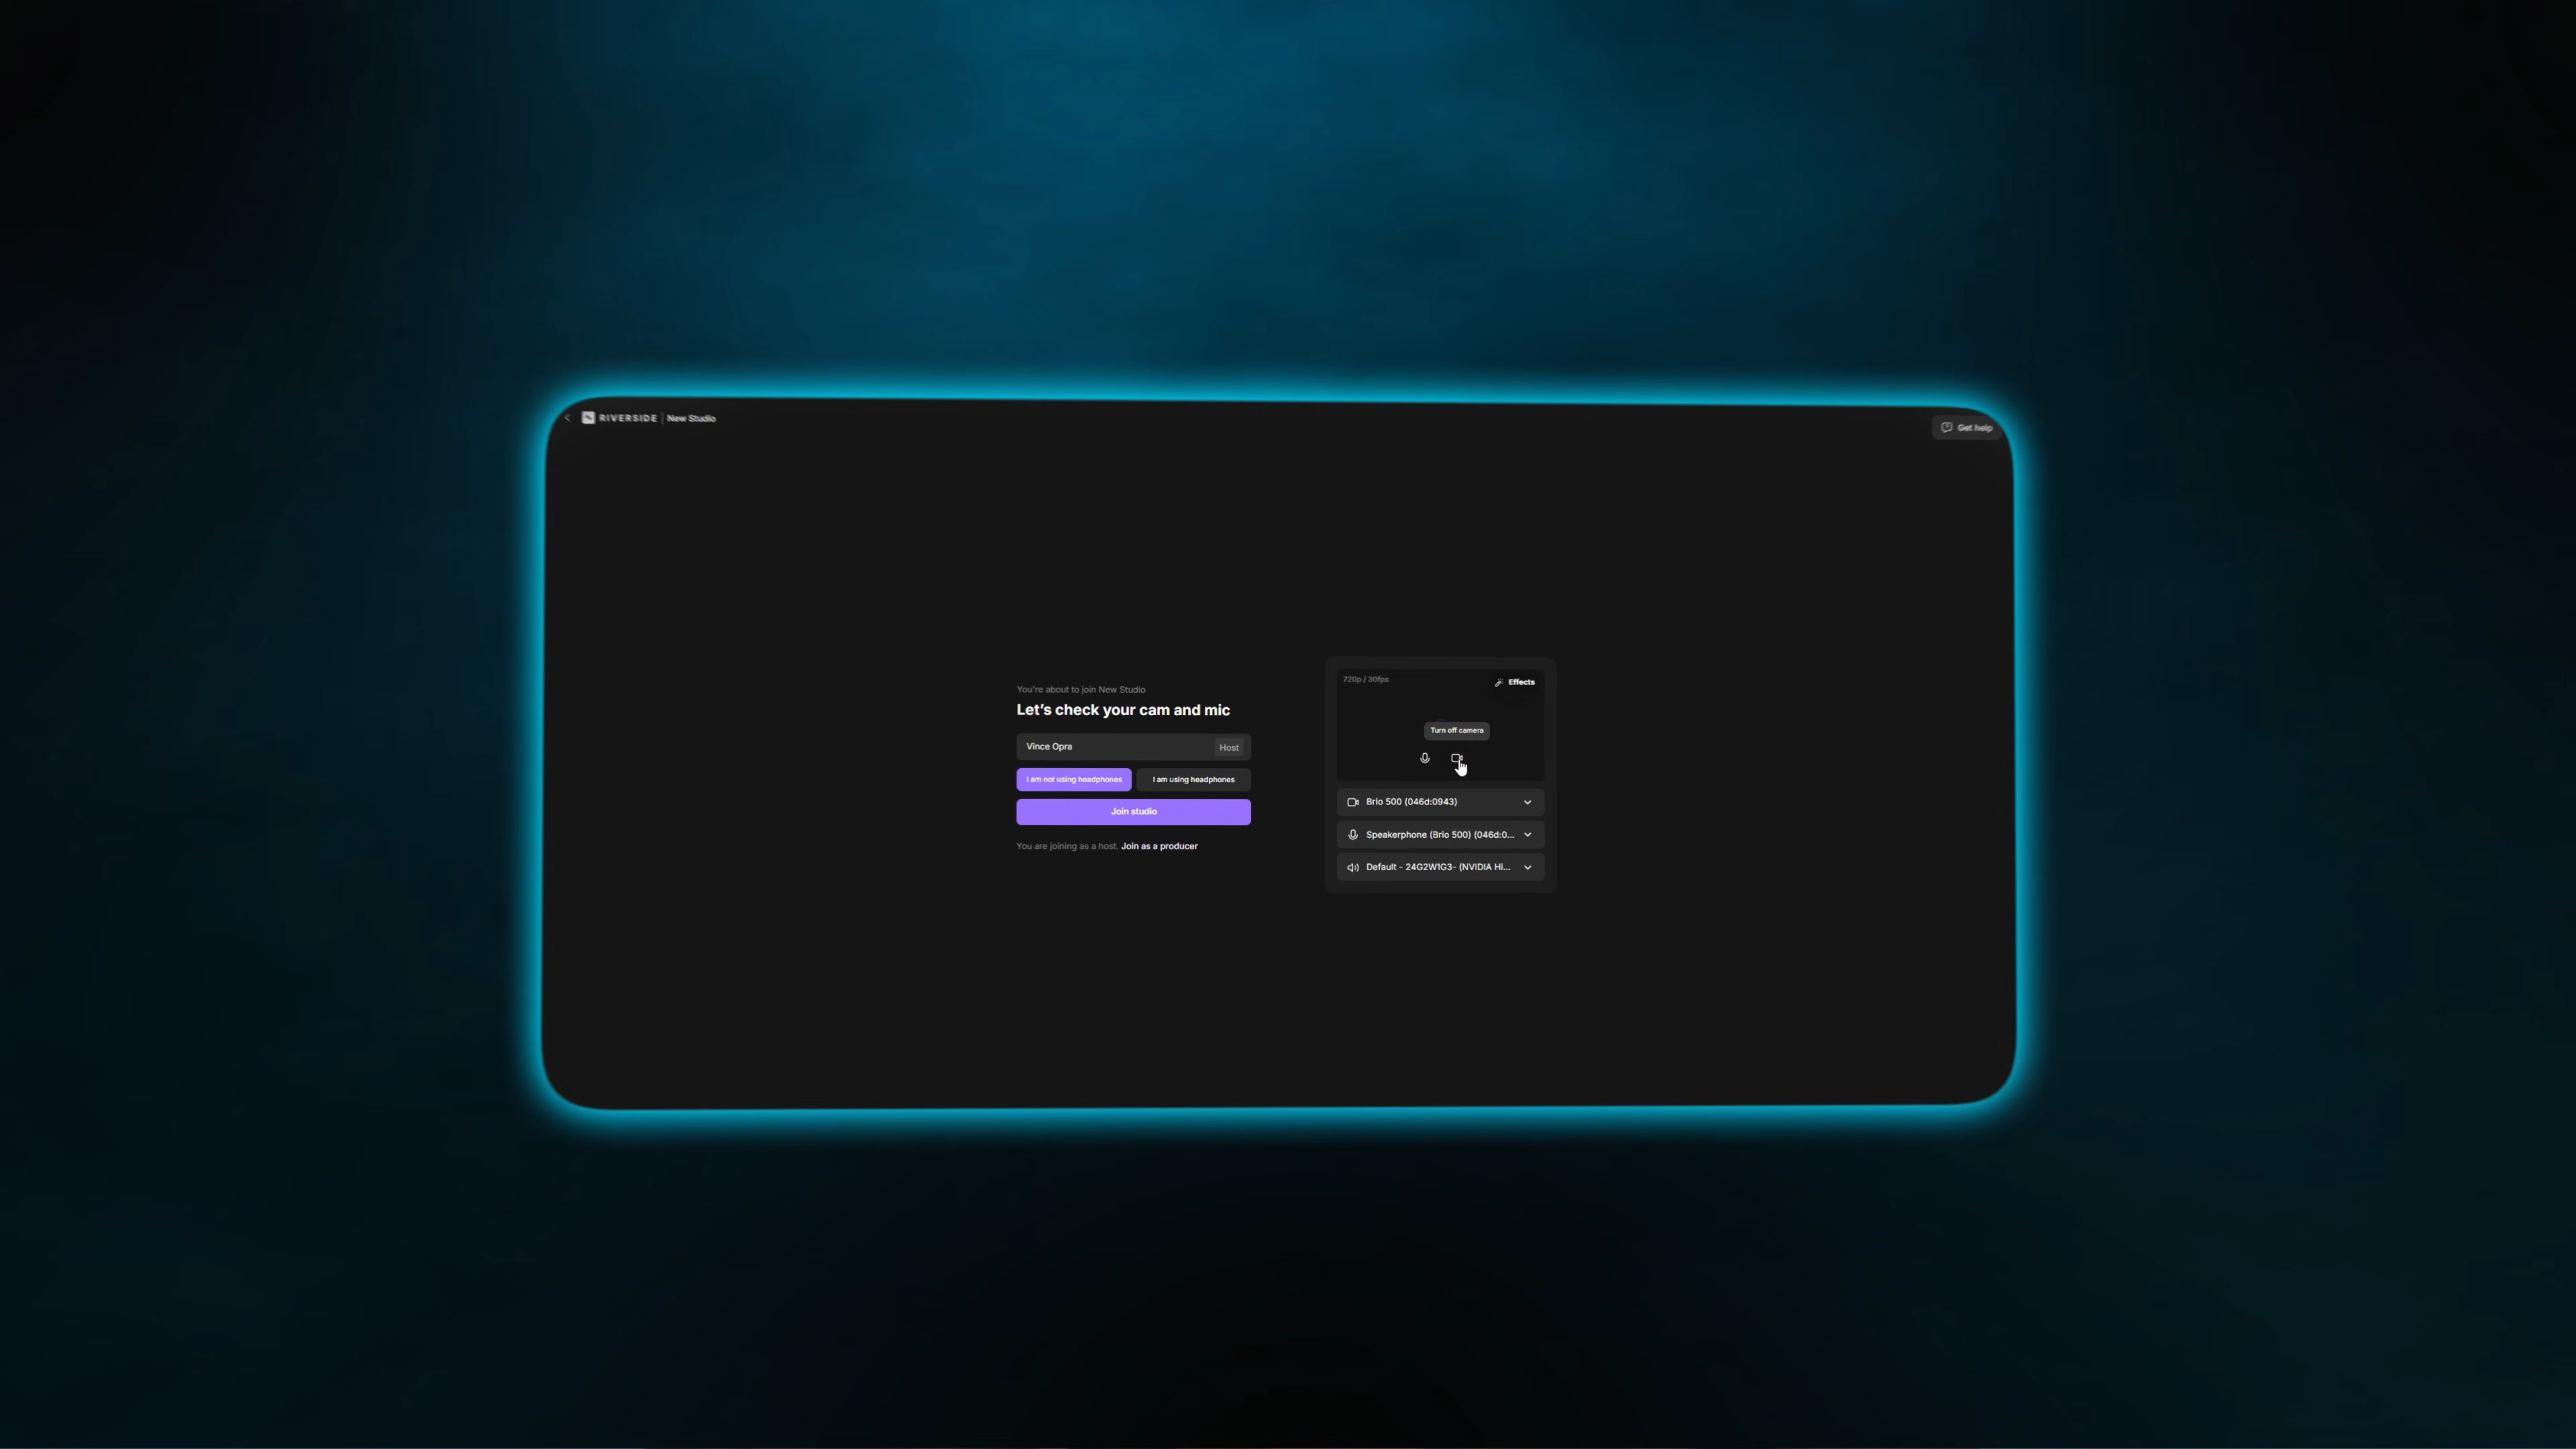 RIVERSIDE | New Studio
Get help
You're about to join New Studio
Let's check your cam and mic
Vince Opra
Host
I am not using headphones
I am using headphones
Join studio
You are joining as a host. Join as a producer
720p / 30fps
Effects
Turn off camera
Brio 500 (046d:0943)
Speakerphone (Brio 500) (046d:0...
Default - 24G2W1G3- (NVIDIA Hi...